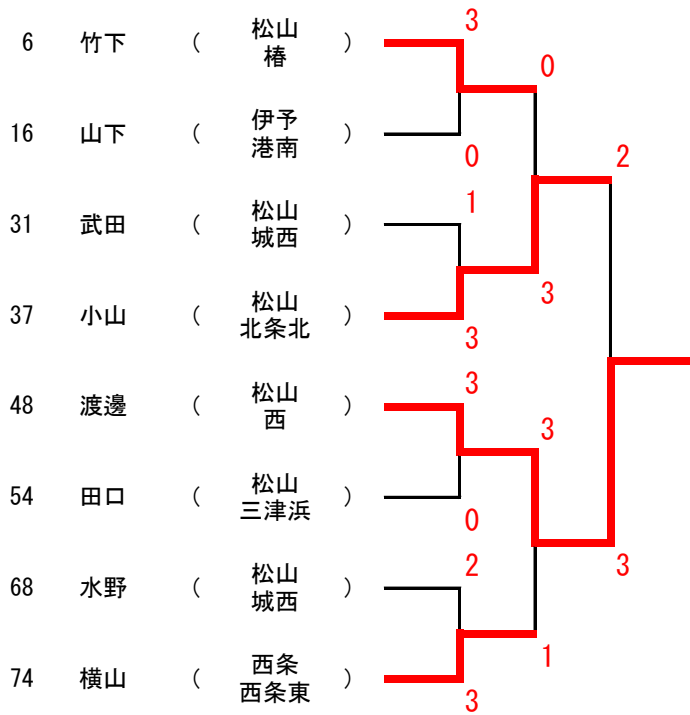 6 竹下 ( 松山 椿 ) 3
0
16 山下 ( 伊予 港南 ) 0
2
31 武田 ( 松山 城西 ) 1
3
37 小山 ( 松山 北条北 ) 3
48 渡邊 ( 松山 西 ) 3
3
54 田口 ( 松山 三津浜 ) 0
3
68 水野 ( 松山 城西 ) 2
1
74 横山 ( 西条 西条東 ) 3